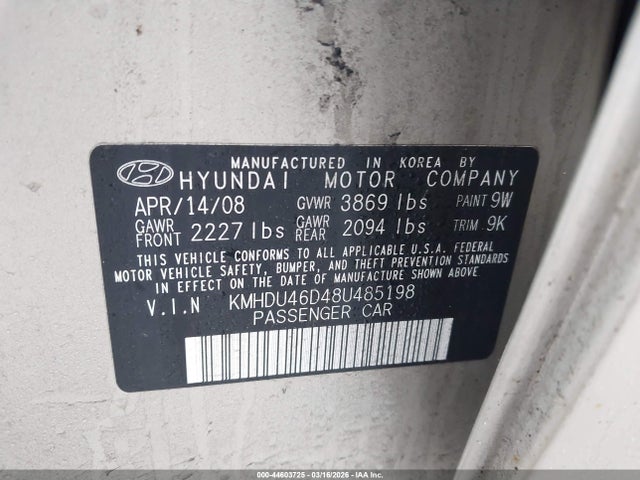 MANUFACTURED IN KOREA BY
HYUNDAI MOTOR COMPANY
APR/14/08 GVWR 3869 lbs PAINT 9W
GAWR FRONT 2227 lbs GAWR REAR 2094 lbs TRIM 9K
THIS VEHICLE CONFORMS TO ALL APPLICABLE U.S.A. FEDERAL
MOTOR VEHICLE SAFETY, BUMPER, AND THEFT PREVENTION STANDARDS
IN EFFECT ON THE DATE OF MANUFACTURE SHOWN ABOVE.
V.I.N KMHDU46D48U485198
PASSENGER CAR
000-44603725 - 03/16/2026 - IAAI.COM